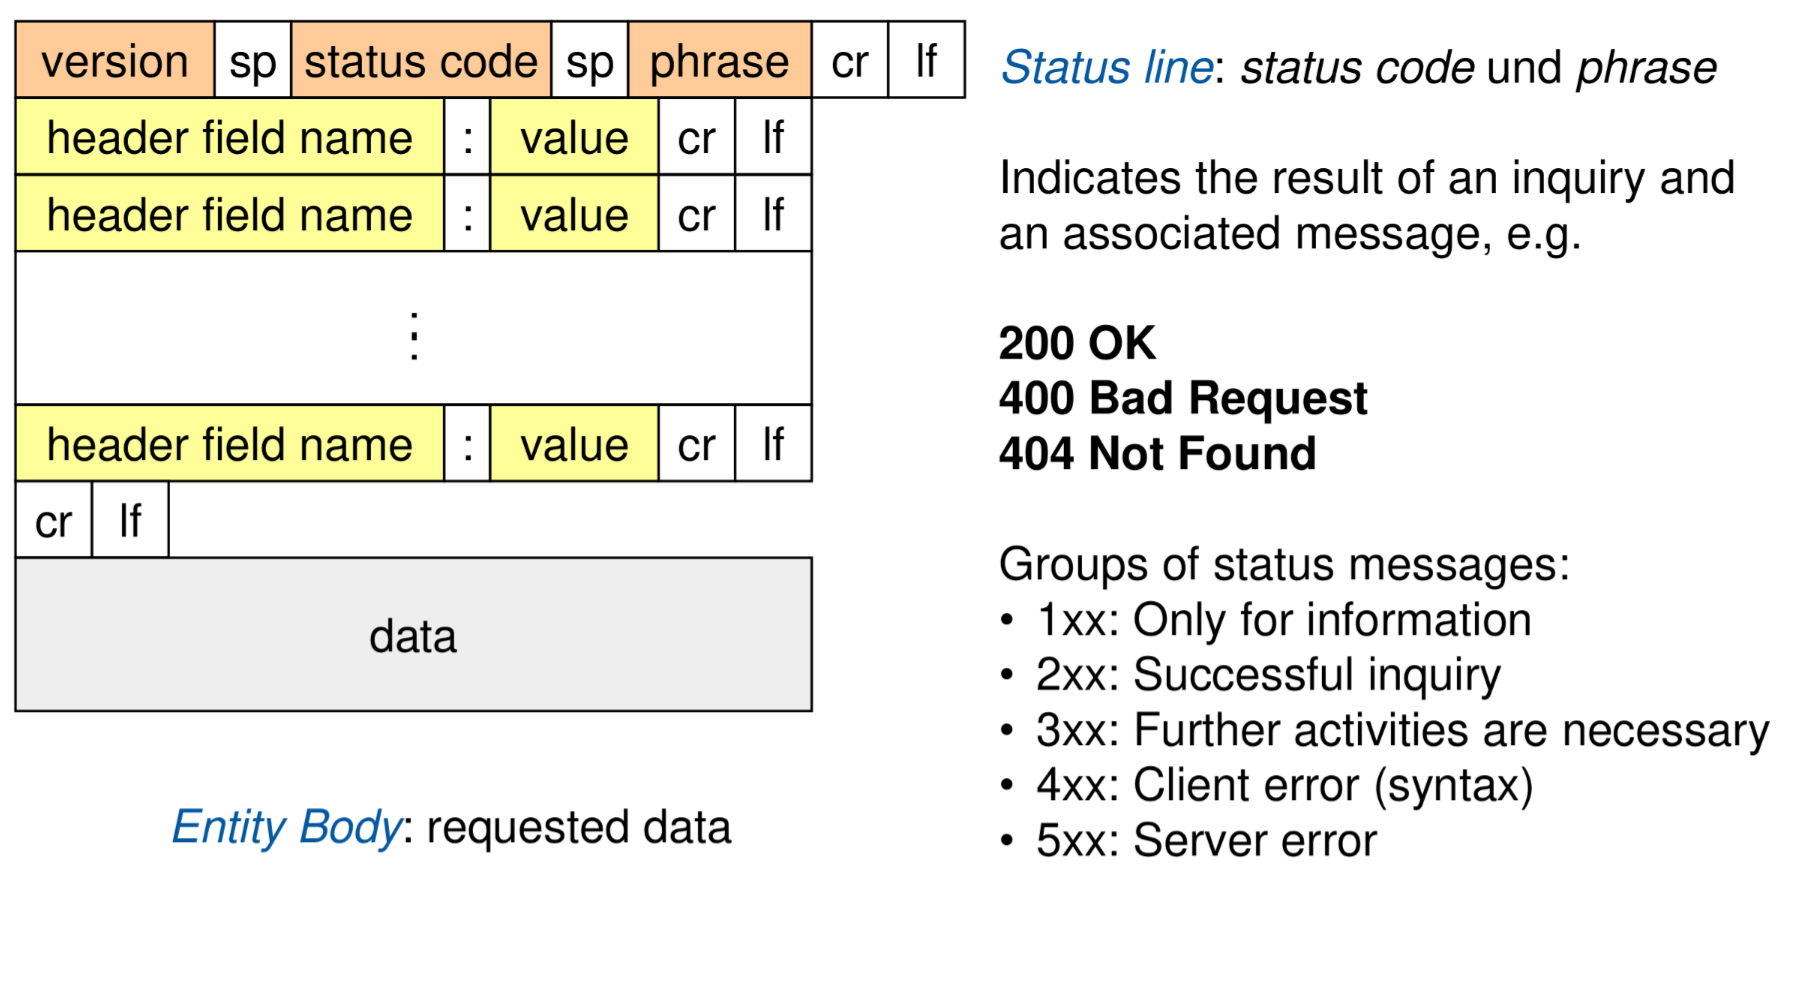 version sp status code sp phrase cr lf
header field name : value cr lf
header field name : value cr lf
⋮
header field name : value cr lf
cr lf
data
Entity Body: requested data
Status line: status code und phrase
Indicates the result of an inquiry and
an associated message, e.g.
200 OK
400 Bad Request
404 Not Found
Groups of status messages:
• 1xx: Only for information
• 2xx: Successful inquiry
• 3xx: Further activities are necessary
• 4xx: Client error (syntax)
• 5xx: Server error